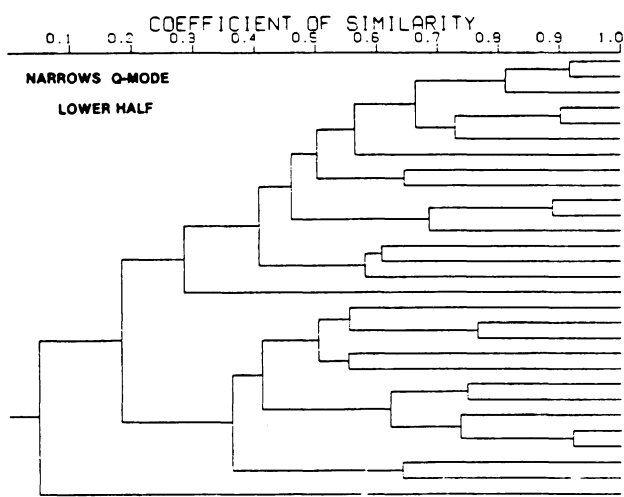 COEFFICIENT OF SIMILARITY
0.1 0.2 0.3 0.4 0.5 0.6 0.7 0.8 0.9 1.0
NARROWS Q-MODE
LOWER HALF